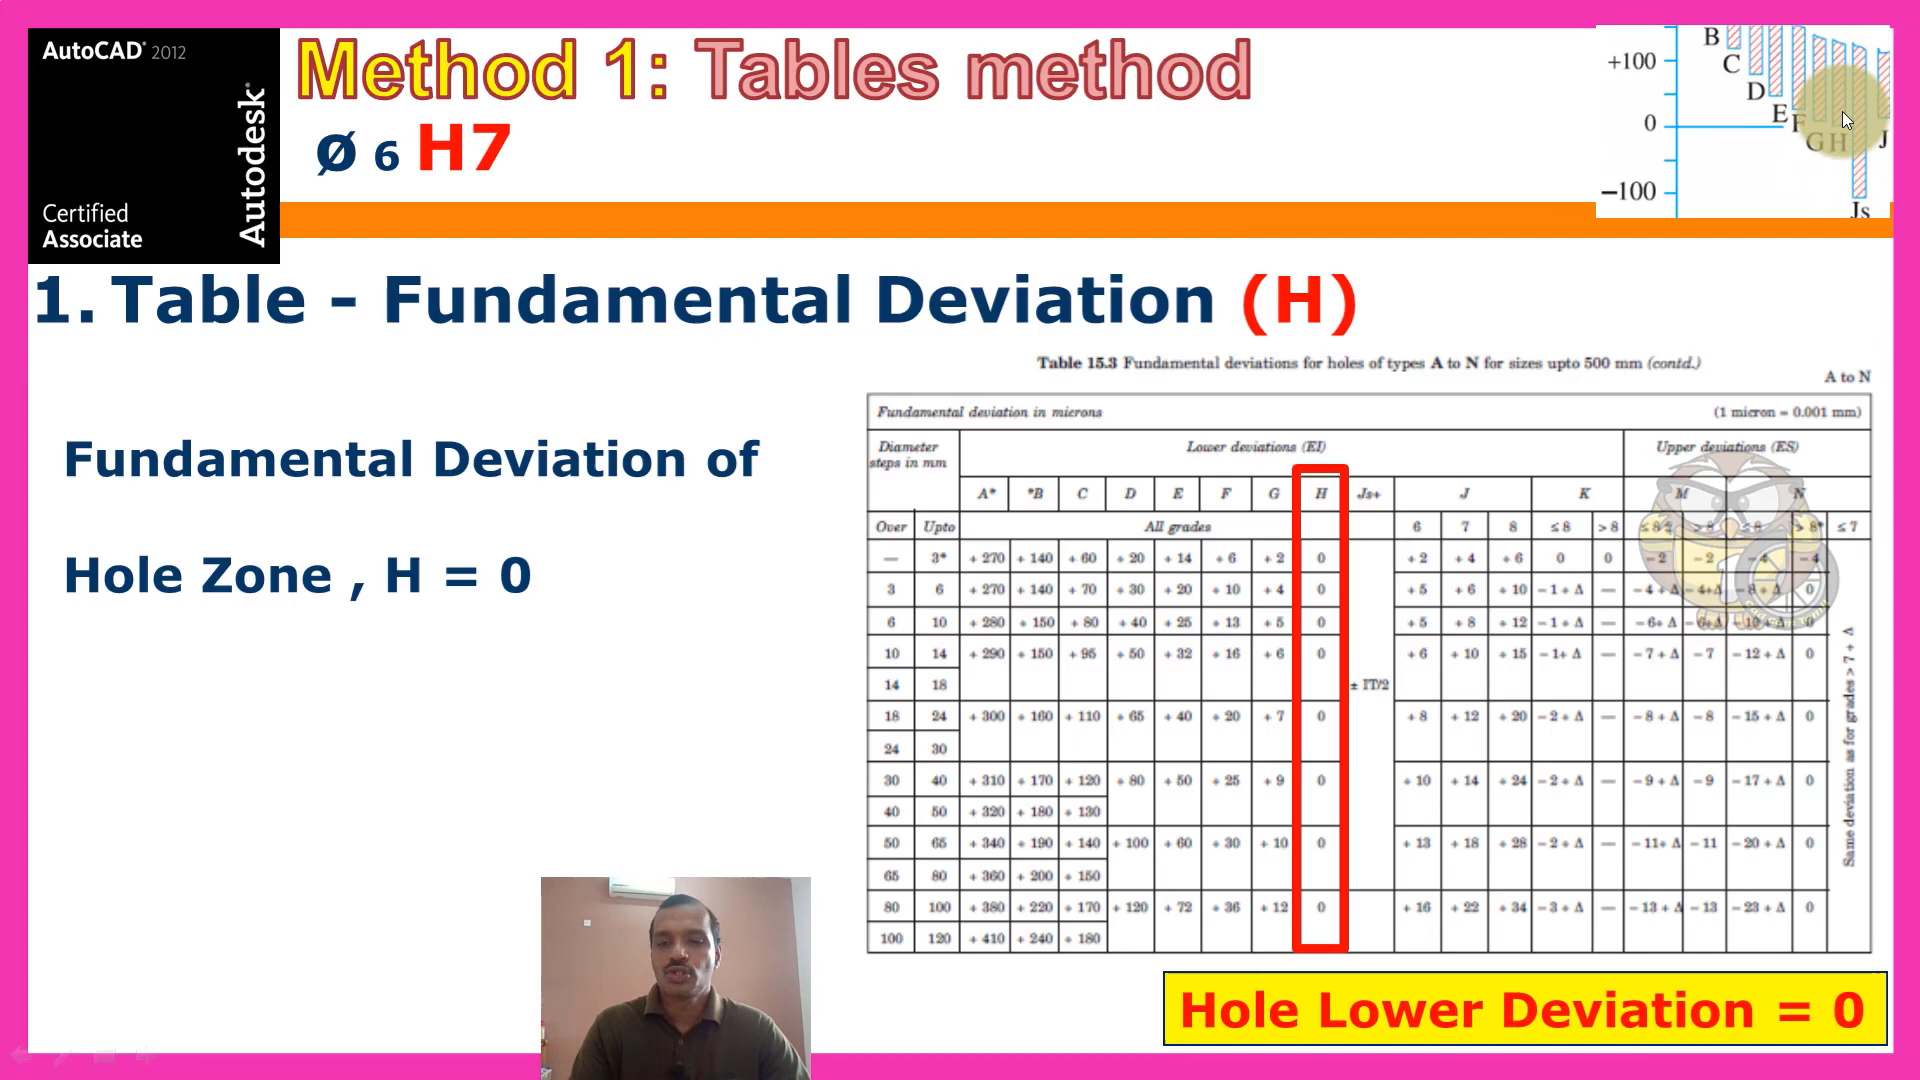 AutoCAD® 2012
Autodesk®
Certified
Associate
Method 1: Tables method
ø 6 H7
+100
0
−100
B
C
D
E
F
G H
Js
J
1. Table - Fundamental Deviation (H)
Fundamental Deviation of
Hole Zone , H = 0
Table 15.3 Fundamental deviations for holes of types A to N for sizes upto 500 mm (contd.)
A to N
Fundamental deviation in microns (1 micron = 0.001 mm)
Diameter steps in mm Lower deviations (EI) Upper deviations (ES)
A* *B C D E F G H Js+ J K M N
Over Upto All grades 6 7 8 ≤ 8 > 8 ≤ 8 > 8 ≤ 8 > 8* ≤ 7
— 3* + 270 + 140 + 60 + 20 + 14 + 6 + 2 0 + 2 + 4 + 6 0 0 − 2 − 2 − 4 − 4
3 6 + 270 + 140 + 70 + 30 + 20 + 10 + 4 0 + 5 + 6 + 10 − 1 + Δ — − 4 + Δ − 4 + Δ − 8 + Δ 0
6 10 + 280 + 150 + 80 + 40 + 25 + 13 + 5 0 + 5 + 8 + 12 − 1 + Δ — − 6 + Δ − 6 + Δ − 10 + Δ 0
10 14 + 290 + 150 + 95 + 50 + 32 + 16 + 6 0 + 6 + 10 + 15 − 1 + Δ — − 7 + Δ − 7 − 12 + Δ 0
14 18 ± IT/2
18 24 + 300 + 160 + 110 + 65 + 40 + 20 + 7 0 + 8 + 12 + 20 − 2 + Δ — − 8 + Δ − 8 − 15 + Δ 0
24 30
30 40 + 310 + 170 + 120 + 80 + 50 + 25 + 9 0 + 10 + 14 + 24 − 2 + Δ — − 9 + Δ − 9 − 17 + Δ 0
40 50 + 320 + 180 + 130
50 65 + 340 + 190 + 140 + 100 + 60 + 30 + 10 0 + 13 + 18 + 28 − 2 + Δ — − 11 + Δ − 11 − 20 + Δ 0
65 80 + 360 + 200 + 150
80 100 + 380 + 220 + 170 + 120 + 72 + 36 + 12 0 + 16 + 22 + 34 − 3 + Δ — − 13 + Δ − 13 − 23 + Δ 0
100 120 + 410 + 240 + 180
Same deviation as for grades > 7 + Δ
Hole Lower Deviation = 0